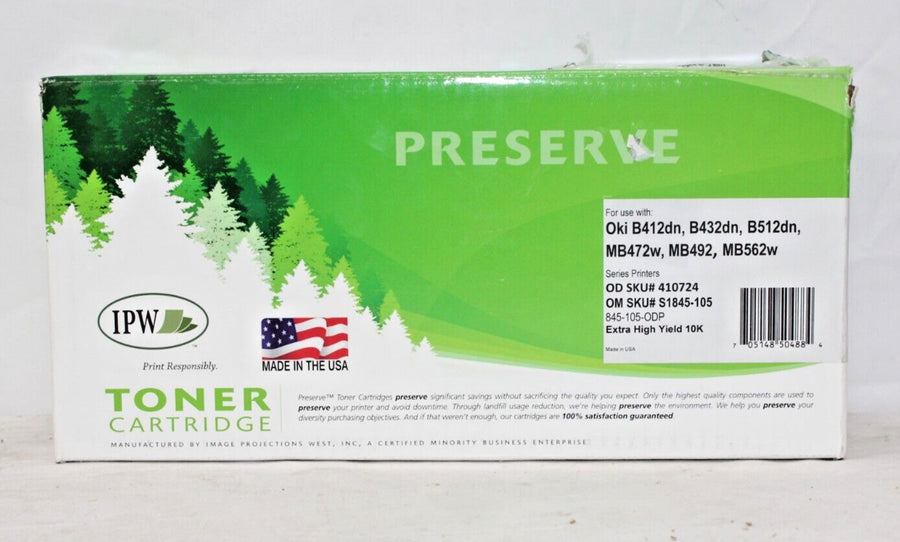 PRESERVE
For use with:
Oki B412dn, B432dn, B512dn,
MB472w, MB492, MB562w
Series Printers
OD SKU# 410724
OM SKU# S1845-105
845-105-ODP
Extra High Yield 10K
Made in USA
7 05148 50488 4
IPW
™
Print Responsibly.
MADE IN THE USA
TONER
CARTRIDGE
Preserve™ Toner Cartridges preserve significant savings without sacrificing the quality you expect. Only the highest quality components are used to
preserve your printer and avoid downtime. Through landfill usage reduction, we're helping preserve the environment. We help you preserve your
diversity purchasing objectives. And if that weren't enough, our cartridges are 100% satisfaction guaranteed
MANUFACTURED BY IMAGE PROJECTIONS WEST, INC, A CERTIFIED MINORITY BUSINESS ENTERPRISE